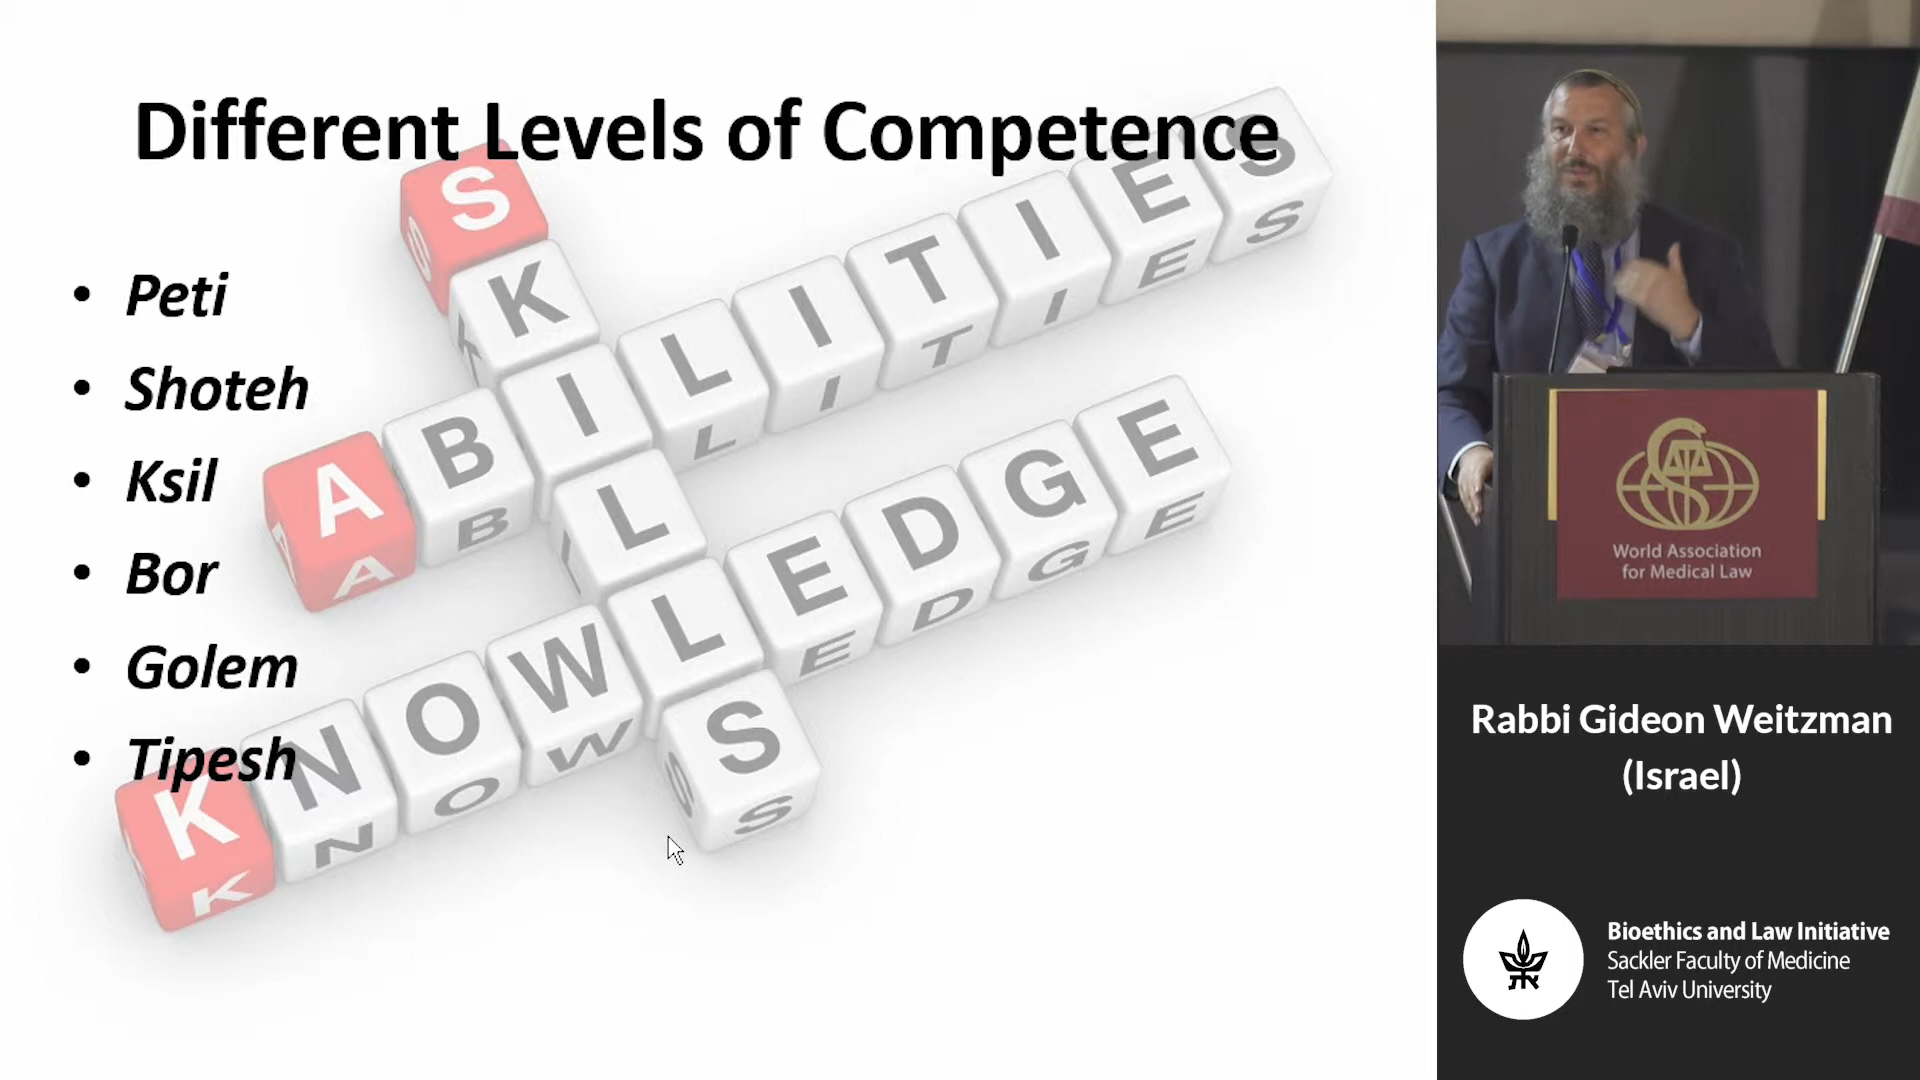 Different Levels of Competence
• Peti
• Shoteh
• Ksil
• Bor
• Golem
• Tipesh
SKILLS
ABILITIES
KNOWLEDGE
World Association
for Medical Law
Rabbi Gideon Weitzman
(Israel)
Bioethics and Law Initiative
Sackler Faculty of Medicine
Tel Aviv University